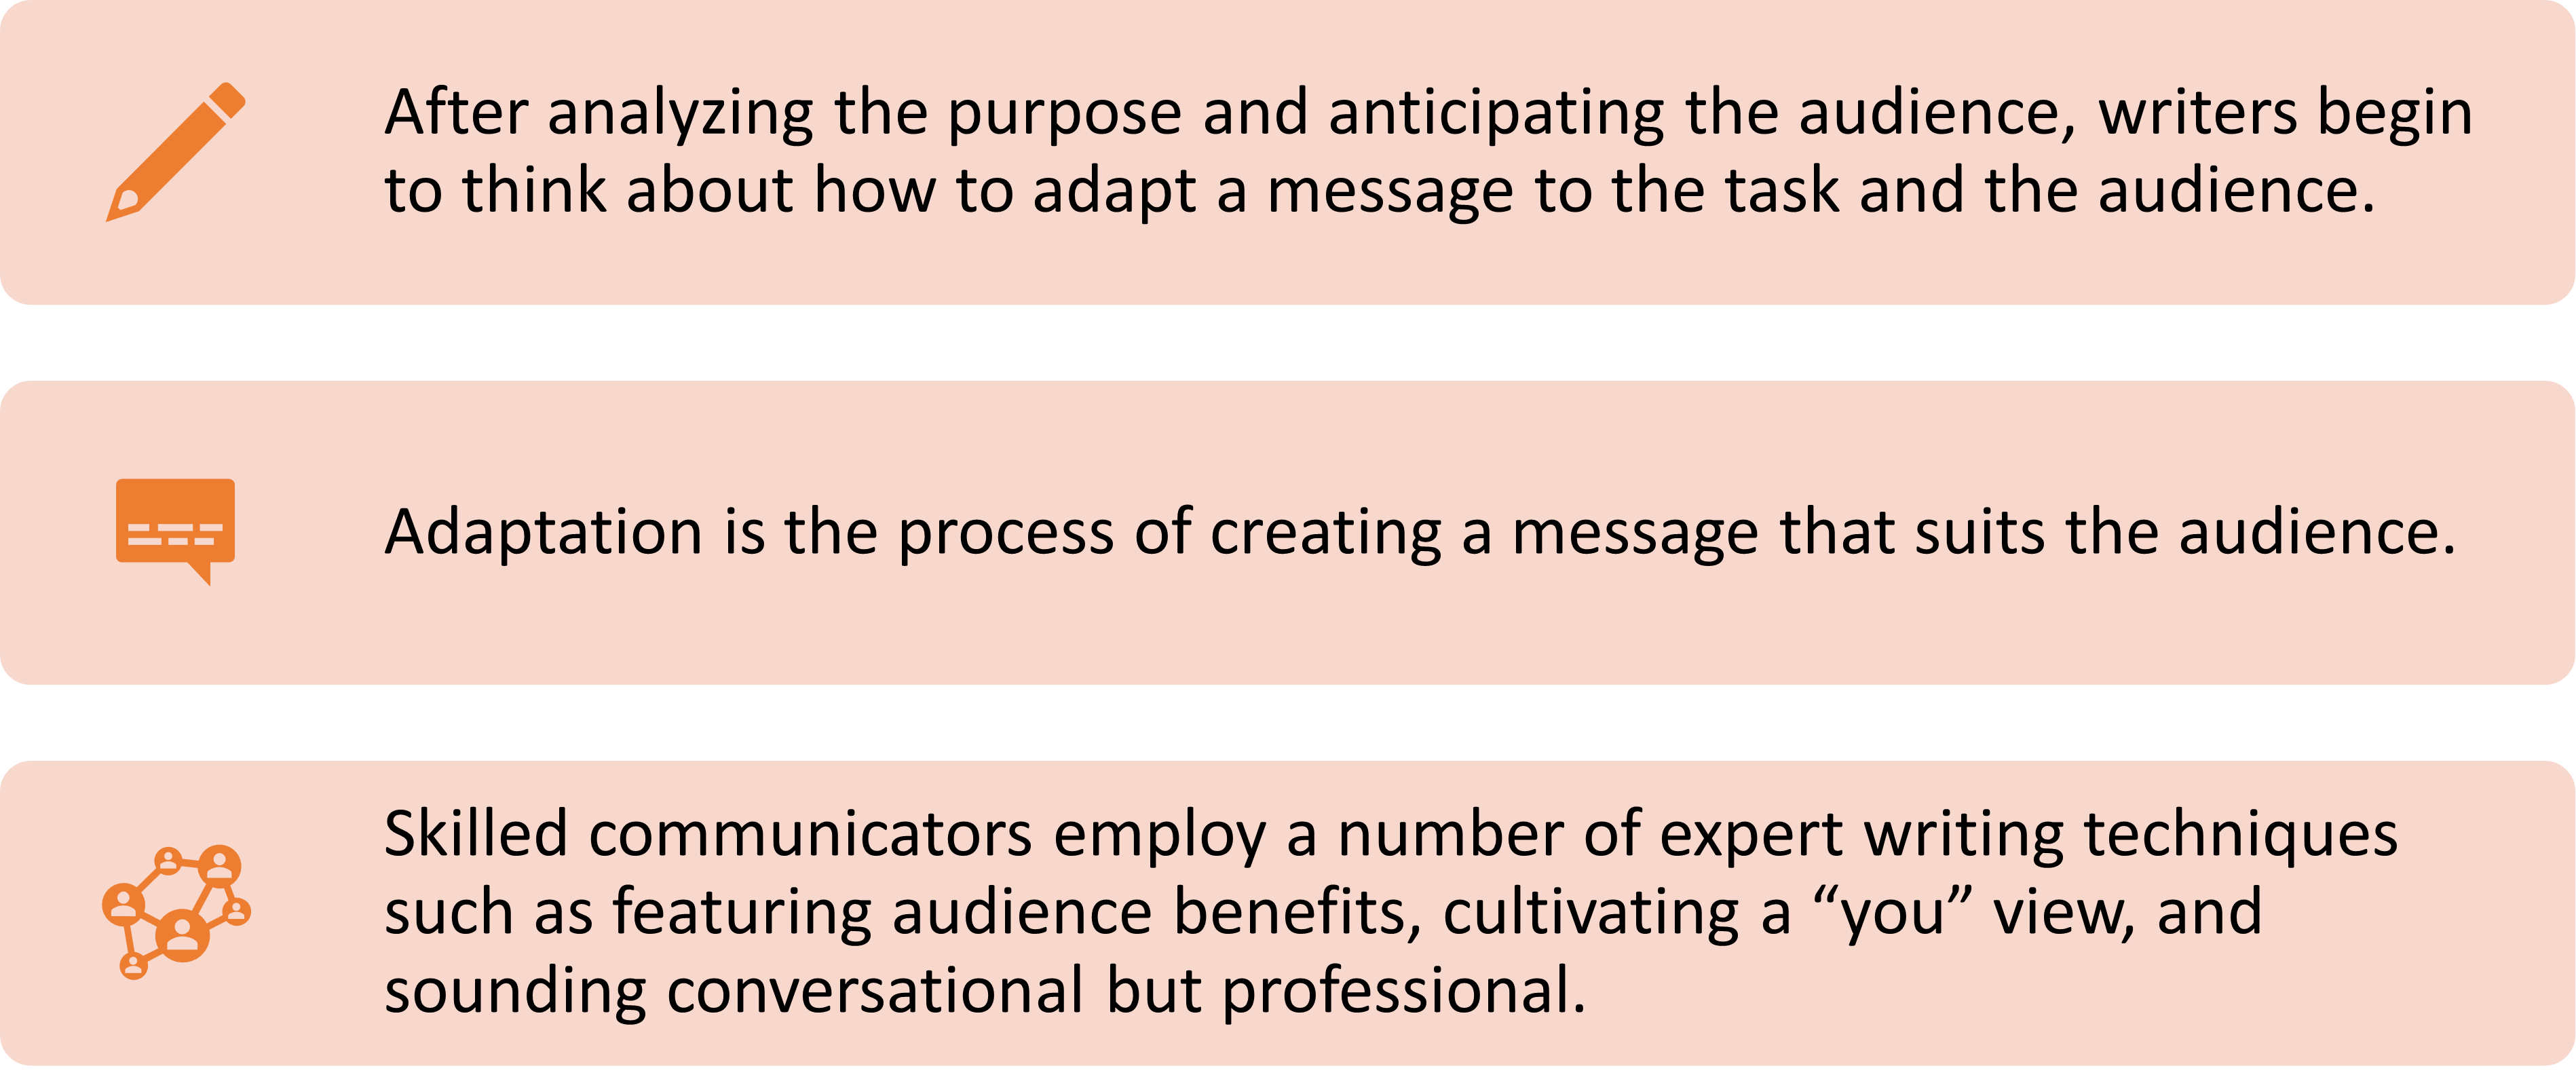 After analyzing the purpose and anticipating the audience, writers begin
to think about how to adapt a message to the task and the audience.
Adaptation is the process of creating a message that suits the audience.
Skilled communicators employ a number of expert writing techniques
such as featuring audience benefits, cultivating a “you” view, and
sounding conversational but professional.